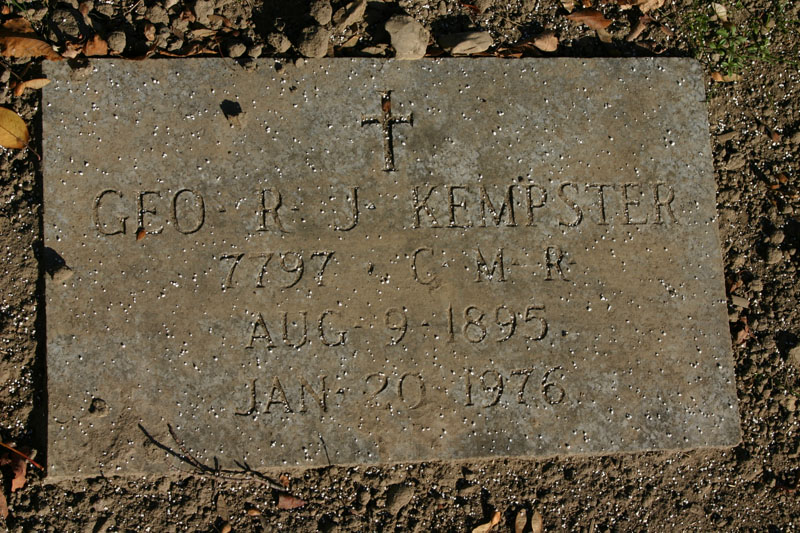 GEO · R · J · KEMPSTER
7797 · C · M · R
AUG · 9 · 1895
JAN · 20 · 1976